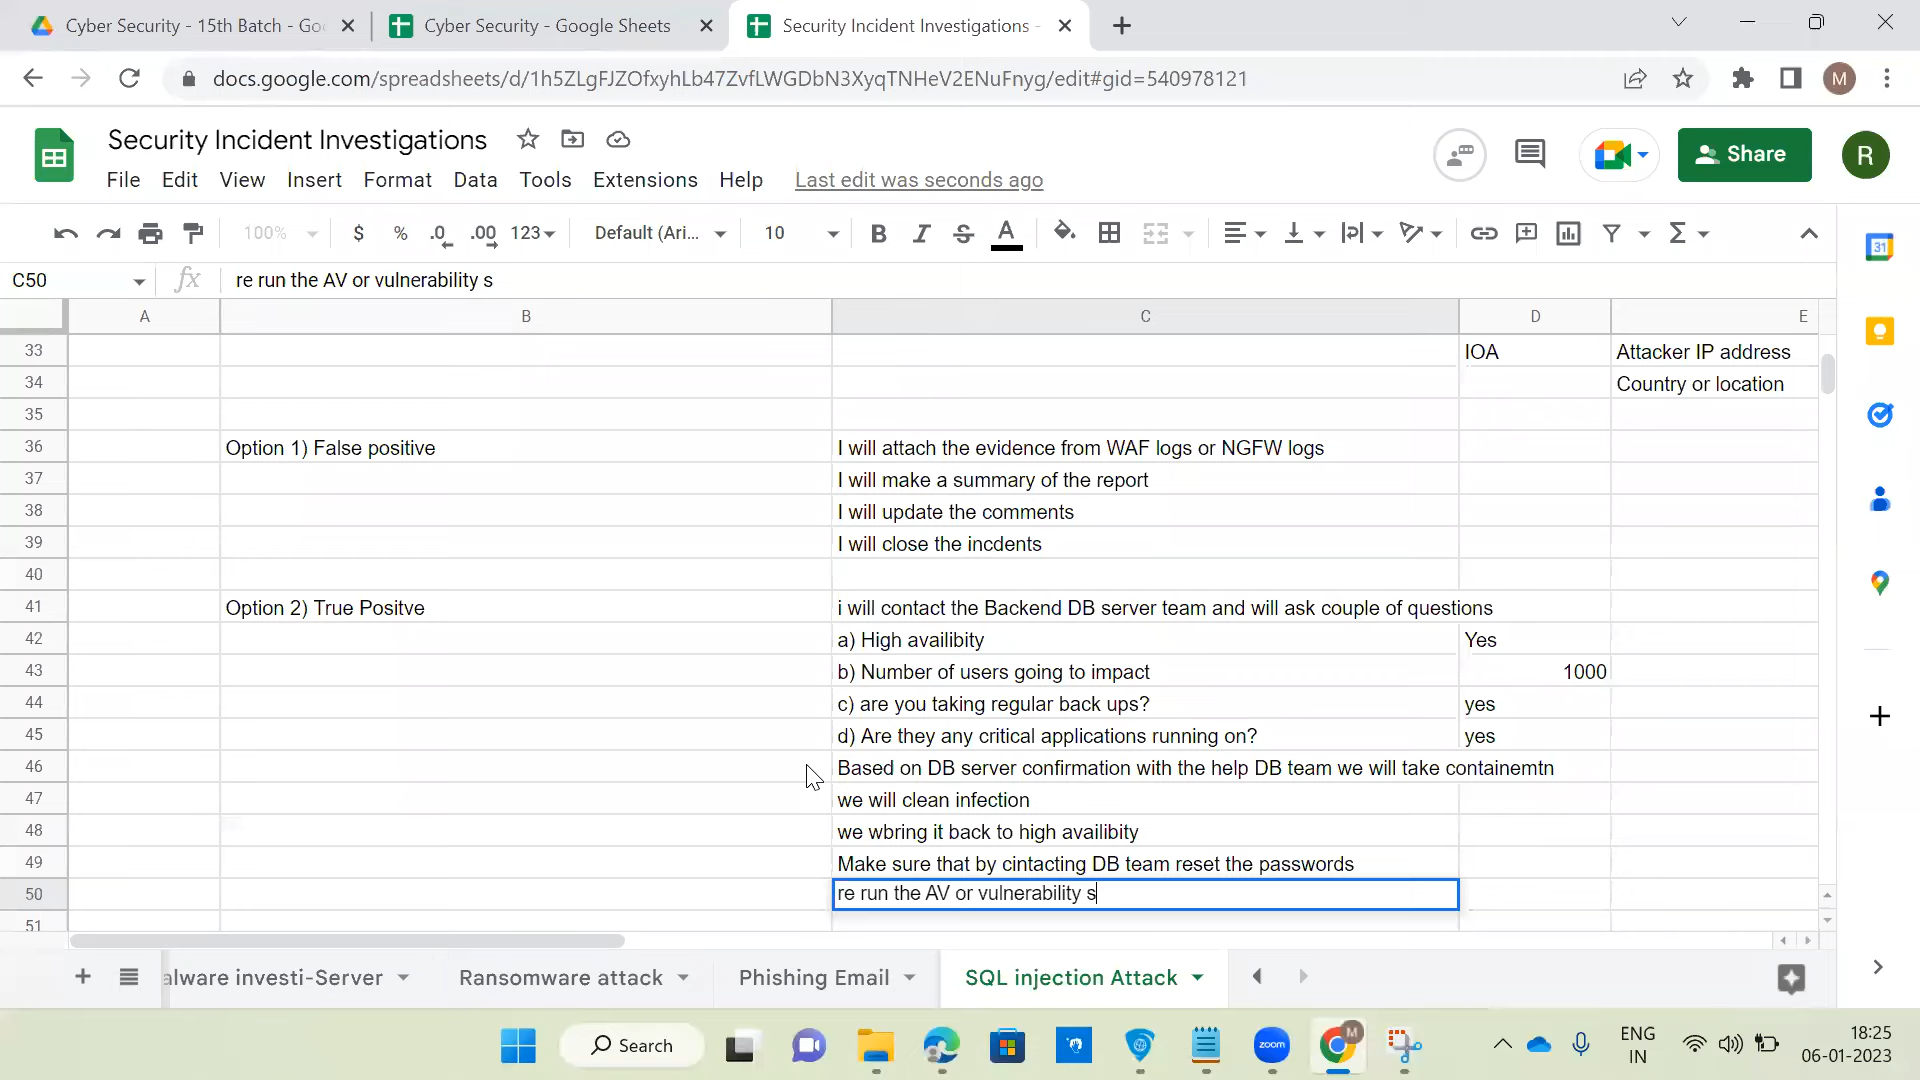 Cyber Security - 15th Batch - Go
Cyber Security - Google Sheets
Security Incident Investigations -
docs.google.com/spreadsheets/d/1h5ZLgFJZOfxyhLb47ZvfLWGDbN3XyqTNHeV2ENuFnyg/edit#gid=540978121
M
Security Incident Investigations
Share
R
File Edit View Insert Format Data Tools Extensions Help Last edit was seconds ago
100% $ % .0 .00 123 Default (Ari... 10 B I S A
31
C50 fx re run the AV or vulnerability s
A B C D E
33 IOA Attacker IP address
34 Country or location
35
36 Option 1) False positive I will attach the evidence from WAF logs or NGFW logs
37 I will make a summary of the report
38 I will update the comments
39 I will close the incdents
40
41 Option 2) True Positve i will contact the Backend DB server team and will ask couple of questions
42 a) High availibity Yes
43 b) Number of users going to impact 1000
44 c) are you taking regular back ups? yes
45 d) Are they any critical applications running on? yes
46 Based on DB server confirmation with the help DB team we will take containemtn
47 we will clean infection
48 we wbring it back to high availibity
49 Make sure that by cintacting DB team reset the passwords
50 re run the AV or vulnerability s
51
alware investi-Server Ransomware attack Phishing Email SQL injection Attack
Search zoom M ENG
IN
18:25
06-01-2023